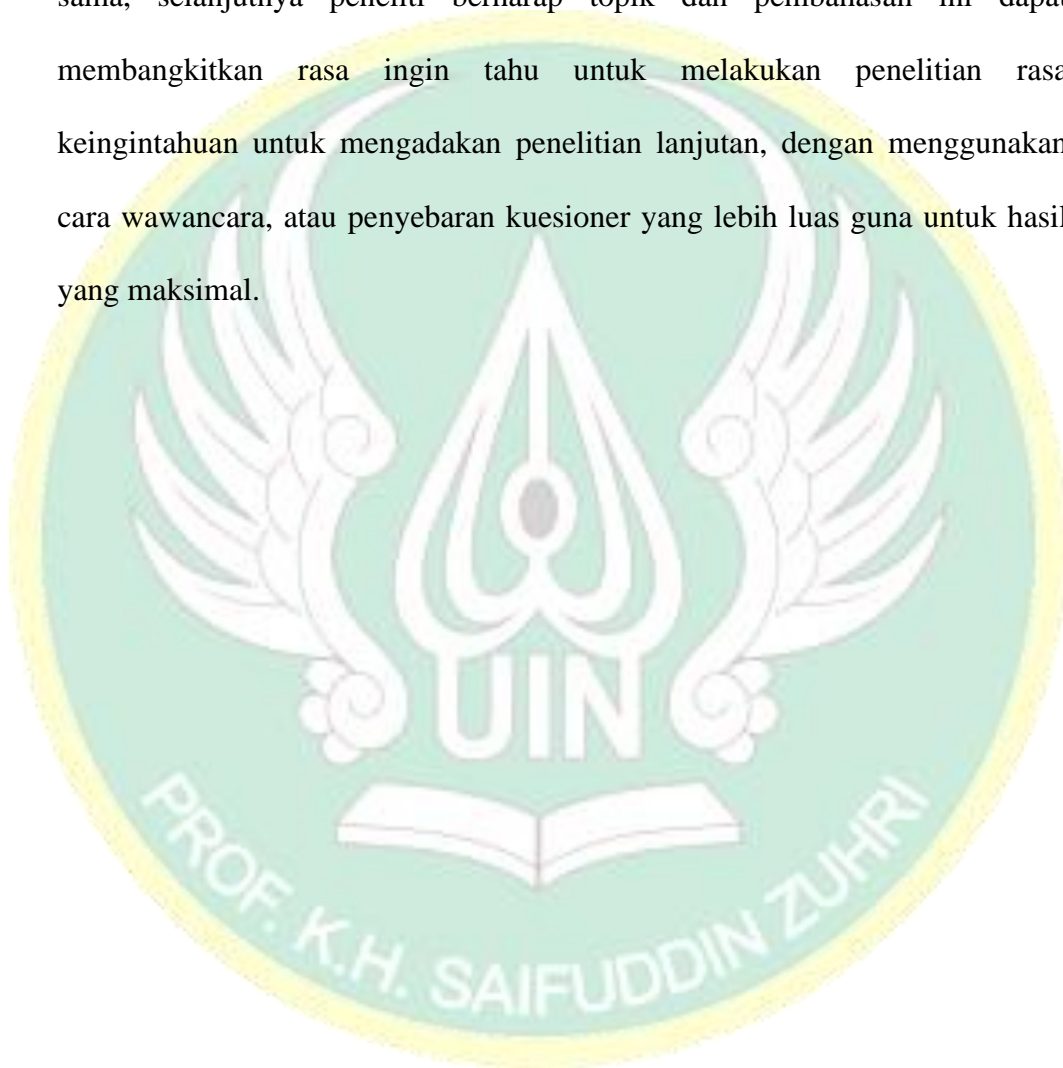 sama, selanjutnya peneliti berharap topik dan pembahasan ini dapat
membangkitkan rasa ingin tahu untuk melakukan penelitian rasa
keingintahuan untuk mengadakan penelitian lanjutan, dengan menggunakan
cara wawancara, atau penyebaran kuesioner yang lebih luas guna untuk hasil
yang maksimal.
UIN
PROF. K.H. SAIFUDDIN ZUHRI